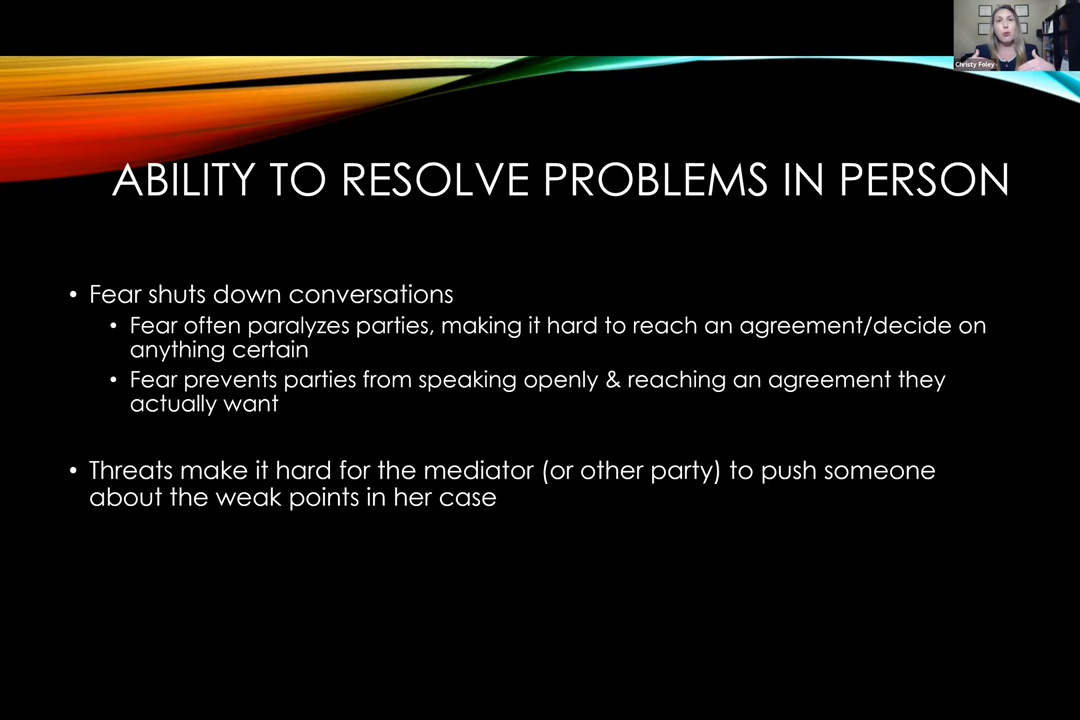 Christy Foley
ABILITY TO RESOLVE PROBLEMS IN PERSON
• Fear shuts down conversations
• Fear often paralyzes parties, making it hard to reach an agreement/decide on
anything certain
• Fear prevents parties from speaking openly & reaching an agreement they
actually want
• Threats make it hard for the mediator (or other party) to push someone
about the weak points in her case